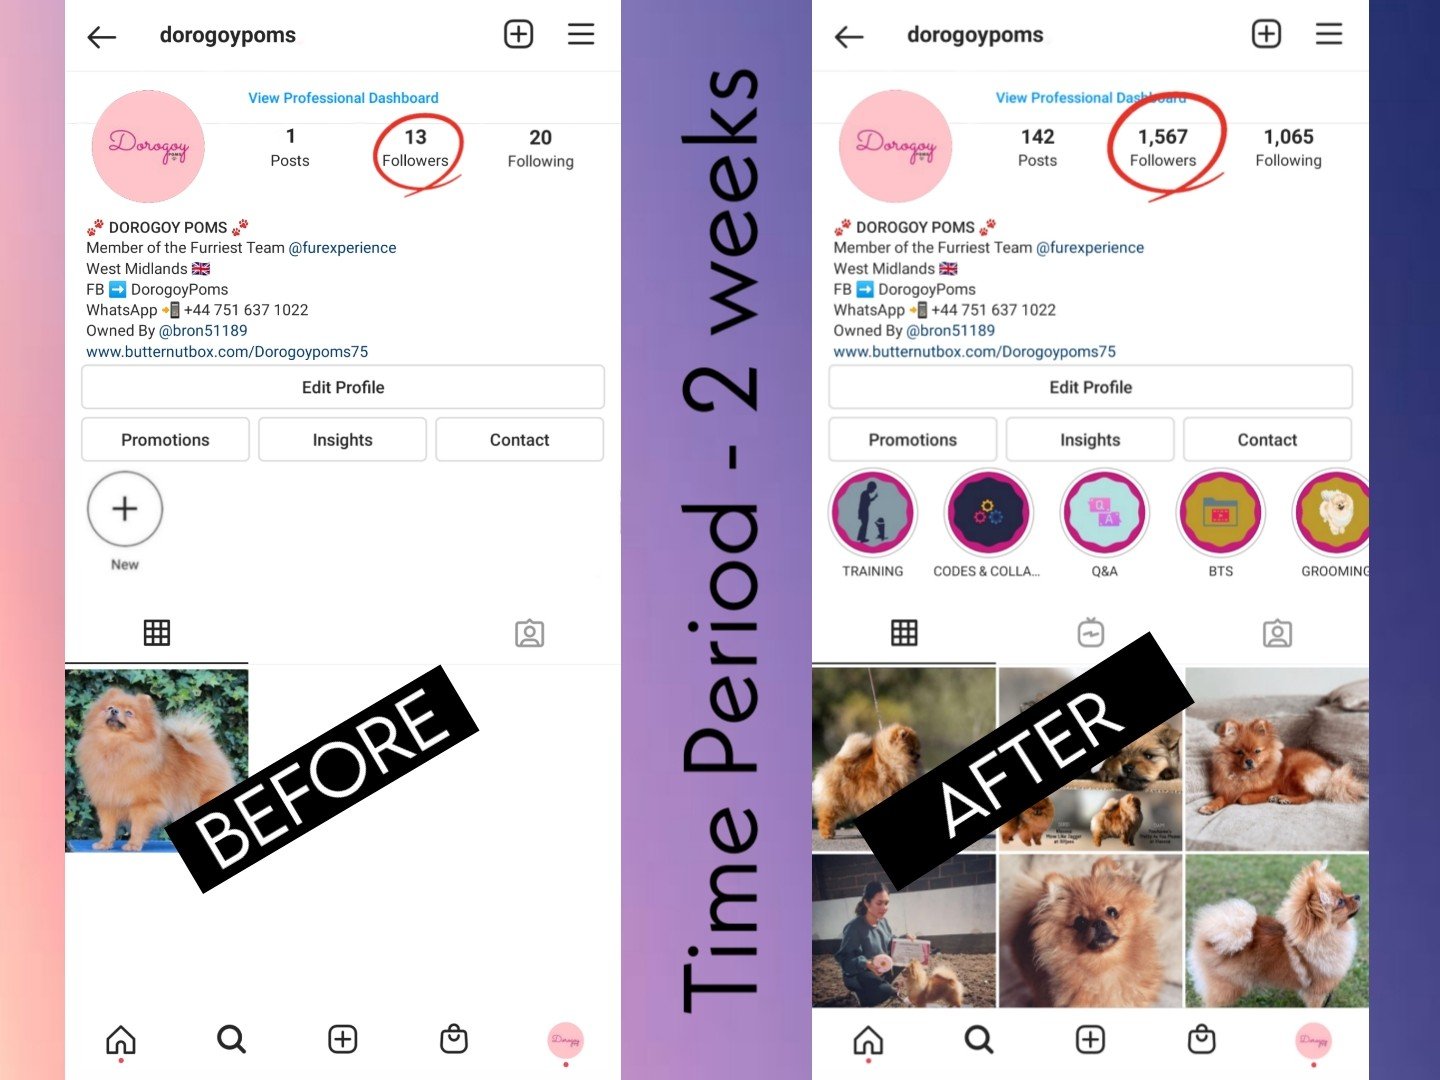 dorogoypoms
View Professional Dashboard
Dorogoy
POMS
1
Posts
13
Followers
20
Following
🐾 DOROGOY POMS 🐾
Member of the Furriest Team @furexperience
West Midlands 🇬🇧
FB ➡️ DorogoyPoms
WhatsApp 📲 +44 751 637 1022
Owned By @bron51189
www.butternutbox.com/Dorogoypoms75
Edit Profile
Promotions
Insights
Contact
New
BEFORE
Dorogoy
Time Period - 2 weeks
dorogoypoms
View Professional Dashboard
Dorogoy
POMS
142
Posts
1,567
Followers
1,065
Following
🐾 DOROGOY POMS 🐾
Member of the Furriest Team @furexperience
West Midlands 🇬🇧
FB ➡️ DorogoyPoms
WhatsApp 📲 +44 751 637 1022
Owned By @bron51189
www.butternutbox.com/Dorogoypoms75
Edit Profile
Promotions
Insights
Contact
Q
A
TRAINING
CODES & COLLA...
Q&A
BTS
GROOMING
AFTER
Dorogoy